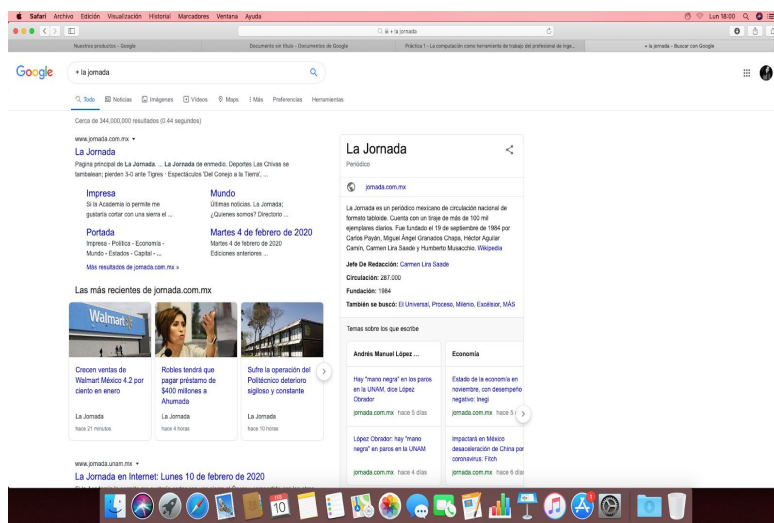 Safari Archivo Edición Visualización Historial Marcadores Ventana Ayuda
Lun 18:00
+ la jornada
Nuestros productos - Google
Documento sin título - Documentos de Google
Práctica 1 - La computación como herramienta de trabajo del profesional de inge...
+ la jornada - Buscar con Google
Google
+ la jornada
Todo Noticias Imágenes Videos Maps Más Preferencias Herramientas
Cerca de 344,000,000 resultados (0.44 segundos)
www.jornada.com.mx
La Jornada
Pagina principal de La Jornada. ... La Jornada de enmedio. Deportes Las Chivas se
tambalean; pierden 3-0 ante Tigres · Espectáculos 'Del Conejo a la Tierra', ...
Impresa
Si la Academia lo permite me
gustaría cortar con una sierra el ...
Mundo
Últimas noticias. La Jornada;
¿Quienes somos? Directorio ...
Portada
Impresa - Política - Economía -
Mundo - Estados - Capital - ...
Martes 4 de febrero de 2020
Martes 4 de febrero de 2020
Ediciones anteriores ...
Más resultados de jornada.com.mx »
Las más recientes de jornada.com.mx
Walmart
Crecen ventas de
Walmart México 4.2 por
ciento en enero
La Jornada
hace 21 minutos
Robles tendrá que
pagar préstamo de
$400 millones a
Ahumada
La Jornada
hace 4 horas
Sufre la operación del
Politécnico deterioro
sigiloso y constante
La Jornada
hace 10 horas
www.jornada.unam.mx
La Jornada en Internet: Lunes 10 de febrero de 2020
La Jornada
Periódico
jornada.com.mx
La Jornada es un periódico mexicano de circulación nacional de
formato tabloide. Cuenta con un tiraje de más de 100 mil
ejemplares diarios. Fue fundado el 19 de septiembre de 1984 por
Carlos Payán, Miguel Ángel Granados Chapa, Héctor Aguilar
Camín, Carmen Lira Saade y Humberto Musacchio. Wikipedia
Jefe De Redacción: Carmen Lira Saade
Circulación: 287.000
Fundación: 1984
También se buscó: El Universal, Proceso, Milenio, Excélsior, MÁS
Temas sobre los que escribe
Andrés Manuel López ...
Hay "mano negra" en los paros
en la UNAM, dice López
Obrador
jornada.com.mx hace 5 días
López Obrador: hay "mano
negra" en paros en la UNAM
jornada.com.mx hace 4 días
Economía
Estado de la economía en
noviembre, con desempeño
negativo: Inegi
jornada.com.mx hace 5
Impactará en México
desaceleración de China por
coronavirus: Fitch
jornada.com.mx hace 6 días
FEB
10